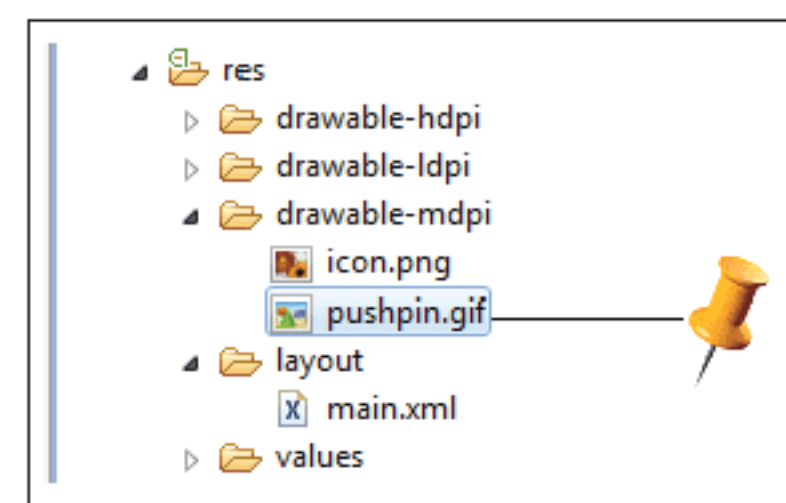 res
drawable-hdpi
drawable-ldpi
drawable-mdpi
icon.png
pushpin.gif
layout
main.xml
values